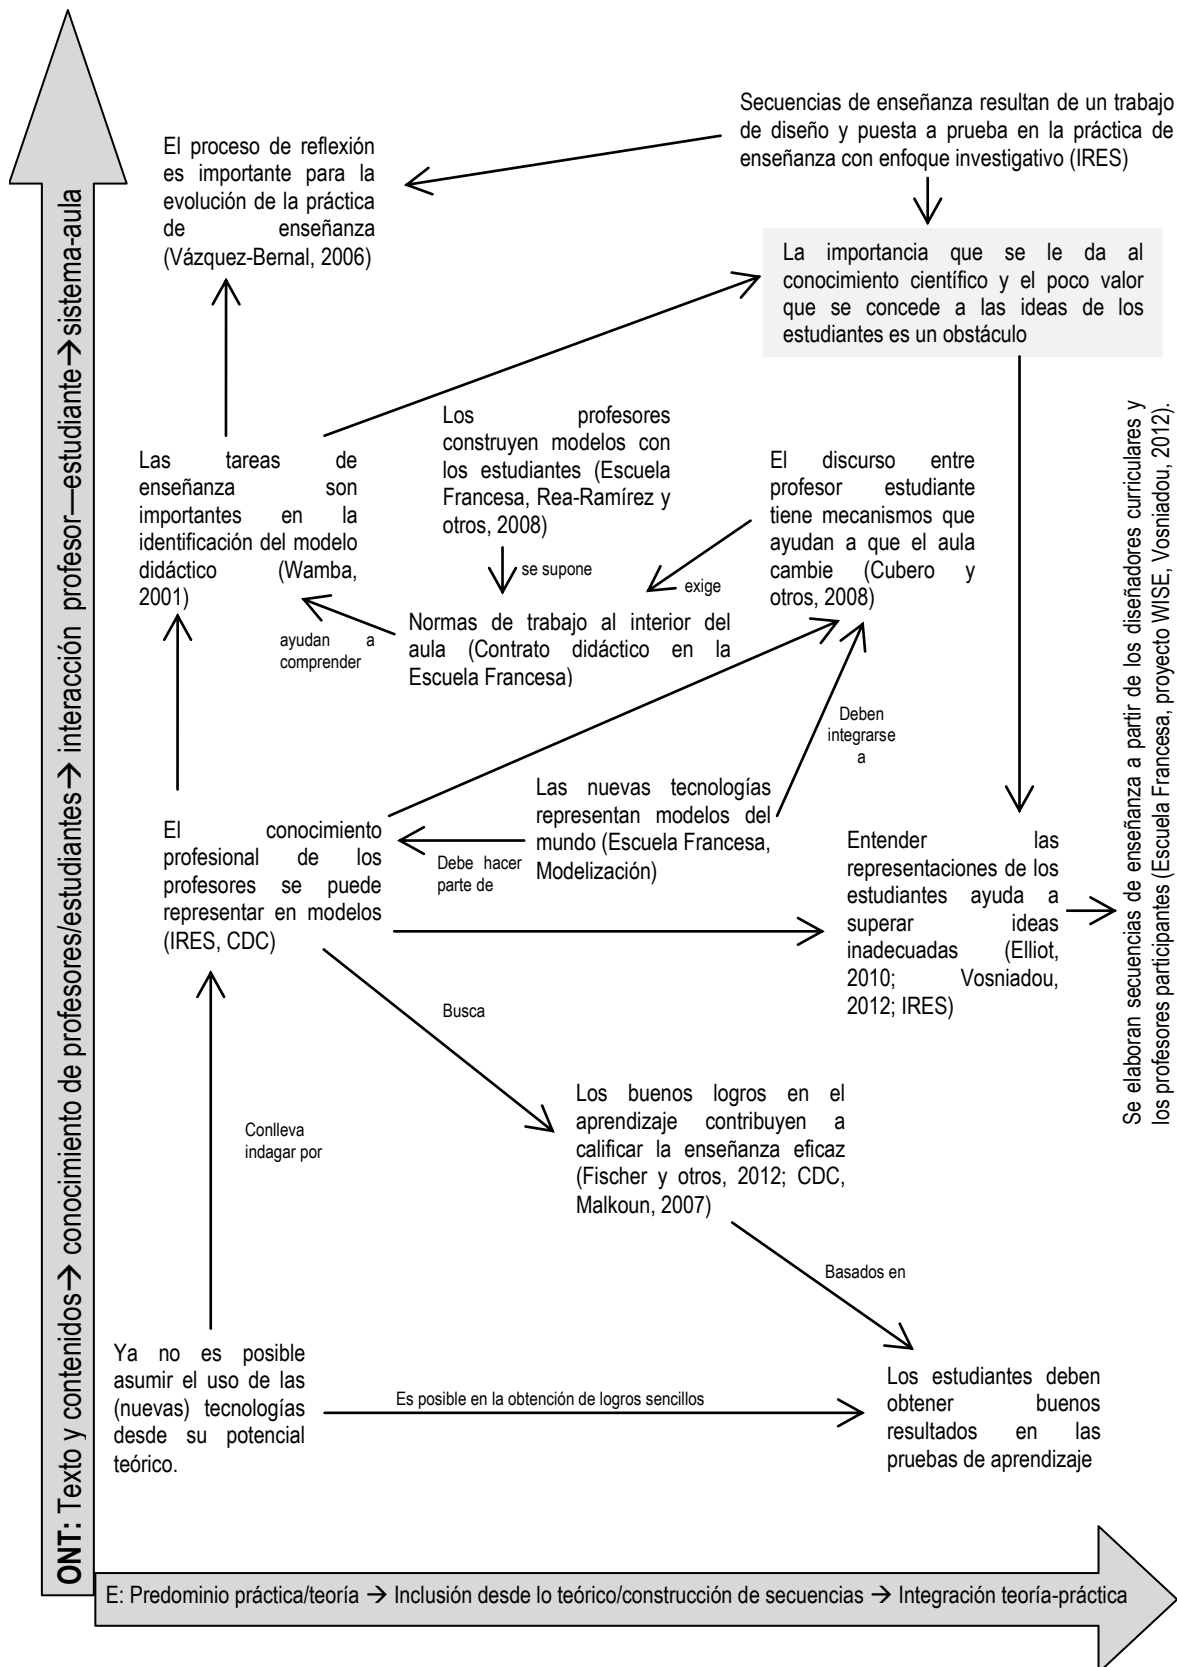 Secuencias de enseñanza resultan de un trabajo
de diseño y puesta a prueba en la práctica de
enseñanza con enfoque investigativo (IRES)
El proceso de reflexión
es importante para la
evolución de la práctica
de enseñanza
(Vázquez-Bernal, 2006)
La importancia que se le da al
conocimiento científico y el poco valor
que se concede a las ideas de los
estudiantes es un obstáculo
Los profesores
construyen modelos con
los estudiantes (Escuela
Francesa, Rea-Ramírez y
otros, 2008)
Las tareas de
enseñanza son
importantes en la
identificación del modelo
didáctico (Wamba,
2001)
El discurso entre
profesor estudiante
tiene mecanismos que
ayudan a que el aula
cambie (Cubero y
otros, 2008)
se supone
exige
ayudan a
comprender
Normas de trabajo al interior del
aula (Contrato didáctico en la
Escuela Francesa)
Deben
integrarse
a
Las nuevas tecnologías
representan modelos del
mundo (Escuela Francesa,
Modelización)
El conocimiento
profesional de los
profesores se puede
representar en modelos
(IRES, CDC)
Debe hacer
parte de
Entender las
representaciones de los
estudiantes ayuda a
superar ideas
inadecuadas (Elliot,
2010; Vosniadou,
2012; IRES)
Se elaboran secuencias de enseñanza a partir de los diseñadores curriculares y
los profesores participantes (Escuela Francesa, proyecto WISE, Vosniadou, 2012).
Busca
Los buenos logros en el
aprendizaje contribuyen a
calificar la enseñanza eficaz
(Fischer y otros, 2012; CDC,
Malkoun, 2007)
Conlleva
indagar por
Basados en
Ya no es posible
asumir el uso de las
(nuevas) tecnologías
desde su potencial
teórico.
Es posible en la obtención de logros sencillos
Los estudiantes deben
obtener buenos
resultados en las
pruebas de aprendizaje
ONT: Texto y contenidos→ conocimiento de profesores/estudiantes→ interacción profesor—estudiante→sistema-aula
E: Predominio práctica/teoría → Inclusión desde lo teórico/construcción de secuencias → Integración teoría-práctica